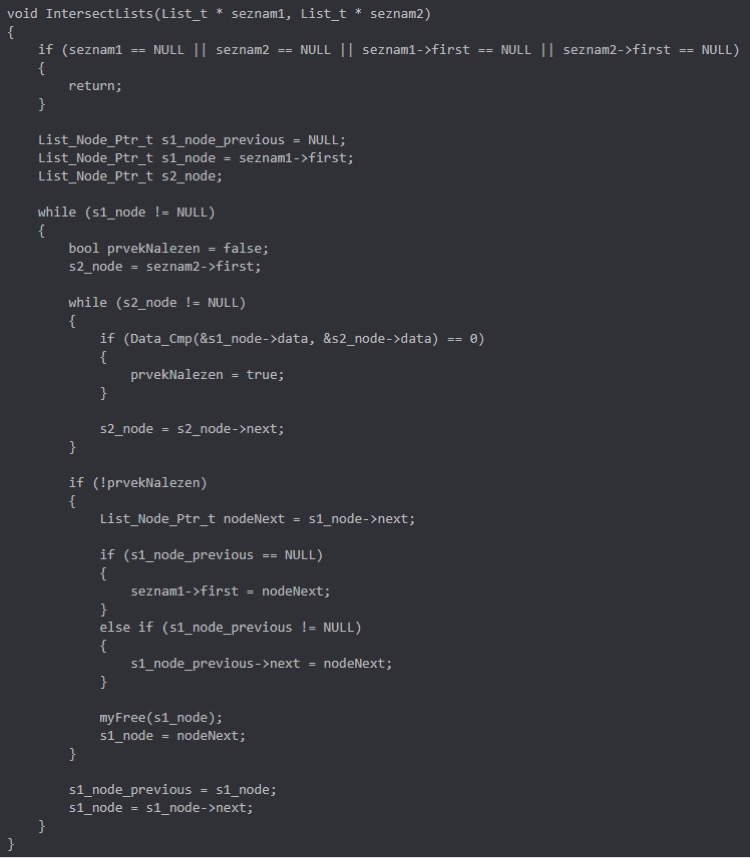 void IntersectLists(List_t * seznam1, List_t * seznam2)
{
    if (seznam1 == NULL || seznam2 == NULL || seznam1->first == NULL || seznam2->first == NULL)
    {
        return;
    }

    List_Node_Ptr_t s1_node_previous = NULL;
    List_Node_Ptr_t s1_node = seznam1->first;
    List_Node_Ptr_t s2_node;

    while (s1_node != NULL)
    {
        bool prvekNalezen = false;
        s2_node = seznam2->first;

        while (s2_node != NULL)
        {
            if (Data_Cmp(&s1_node->data, &s2_node->data) == 0)
            {
                prvekNalezen = true;
            }

            s2_node = s2_node->next;
        }

        if (!prvekNalezen)
        {
            List_Node_Ptr_t nodeNext = s1_node->next;

            if (s1_node_previous == NULL)
            {
                seznam1->first = nodeNext;
            }
            else if (s1_node_previous != NULL)
            {
                s1_node_previous->next = nodeNext;
            }

            myFree(s1_node);
            s1_node = nodeNext;
        }

        s1_node_previous = s1_node;
        s1_node = s1_node->next;
    }
}